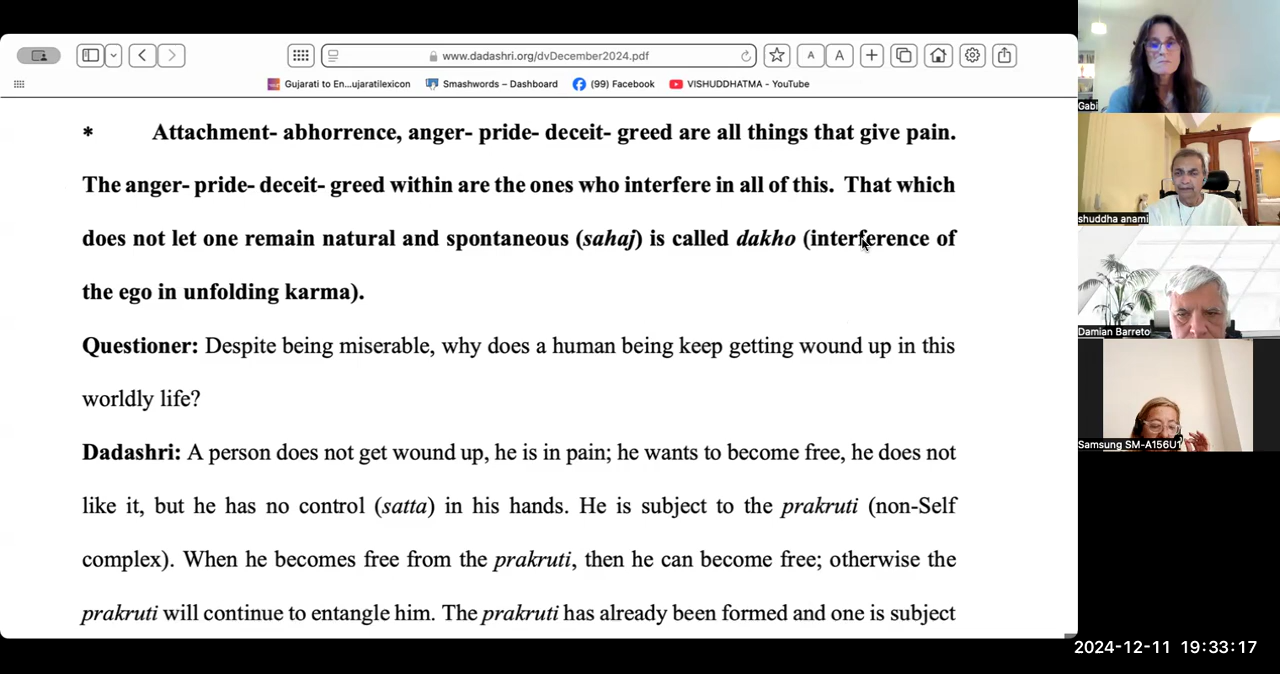 www.dadashri.org/dvDecember2024.pdf
A A
Gujarati to En...ujaratilexicon Smashwords – Dashboard (99) Facebook VISHUDDHATMA - YouTube
* Attachment- abhorrence, anger- pride- deceit- greed are all things that give pain.
The anger- pride- deceit- greed within are the ones who interfere in all of this. That which
does not let one remain natural and spontaneous (sahaj) is called dakho (interference of
the ego in unfolding karma).
Questioner: Despite being miserable, why does a human being keep getting wound up in this
worldly life?
Dadashri: A person does not get wound up, he is in pain; he wants to become free, he does not
like it, but he has no control (satta) in his hands. He is subject to the prakruti (non-Self
complex). When he becomes free from the prakruti, then he can become free; otherwise the
prakruti will continue to entangle him. The prakruti has already been formed and one is subject
Gabi
shuddha anami
Damian Barreto
Samsung SM-A156U1
2024-12-11 19:33:17